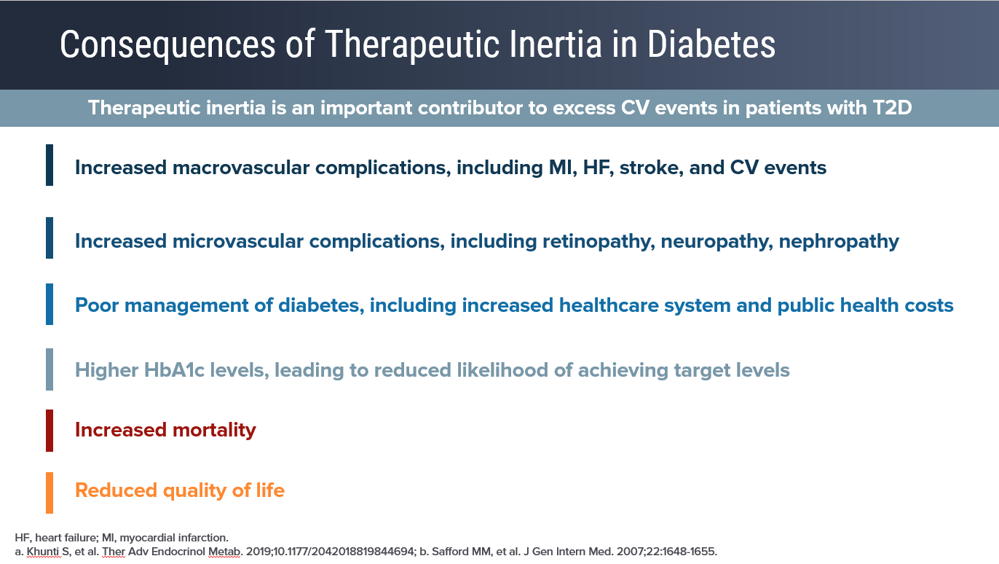 Consequences of Therapeutic Inertia in Diabetes
Therapeutic inertia is an important contributor to excess CV events in patients with T2D
Increased macrovascular complications, including MI, HF, stroke, and CV events
Increased microvascular complications, including retinopathy, neuropathy, nephropathy
Poor management of diabetes, including increased healthcare system and public health costs
Higher HbA1c levels, leading to reduced likelihood of achieving target levels
Increased mortality
Reduced quality of life
HF, heart failure; MI, myocardial infarction.
a. Khunti S, et al. Ther Adv Endocrinol Metab. 2019;10.1177/2042018819844694; b. Safford MM, et al. J Gen Intern Med. 2007;22:1648-1655.